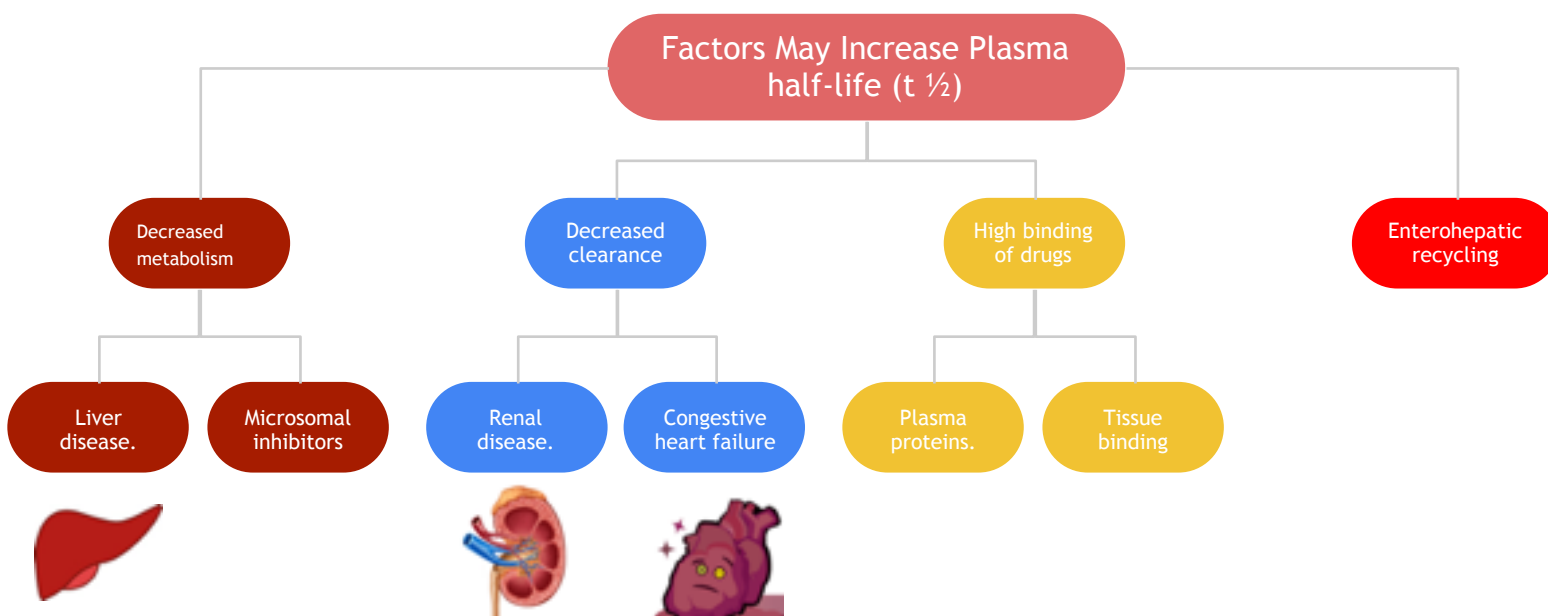 Factors May Increase Plasma
half-life (t ½)
Decreased
metabolism
Decreased
clearance
High binding
of drugs
Enterohepatic
recycling
Liver
disease.
Microsomal
inhibitors
Renal
disease.
Congestive
heart failure
Plasma
proteins.
Tissue
binding